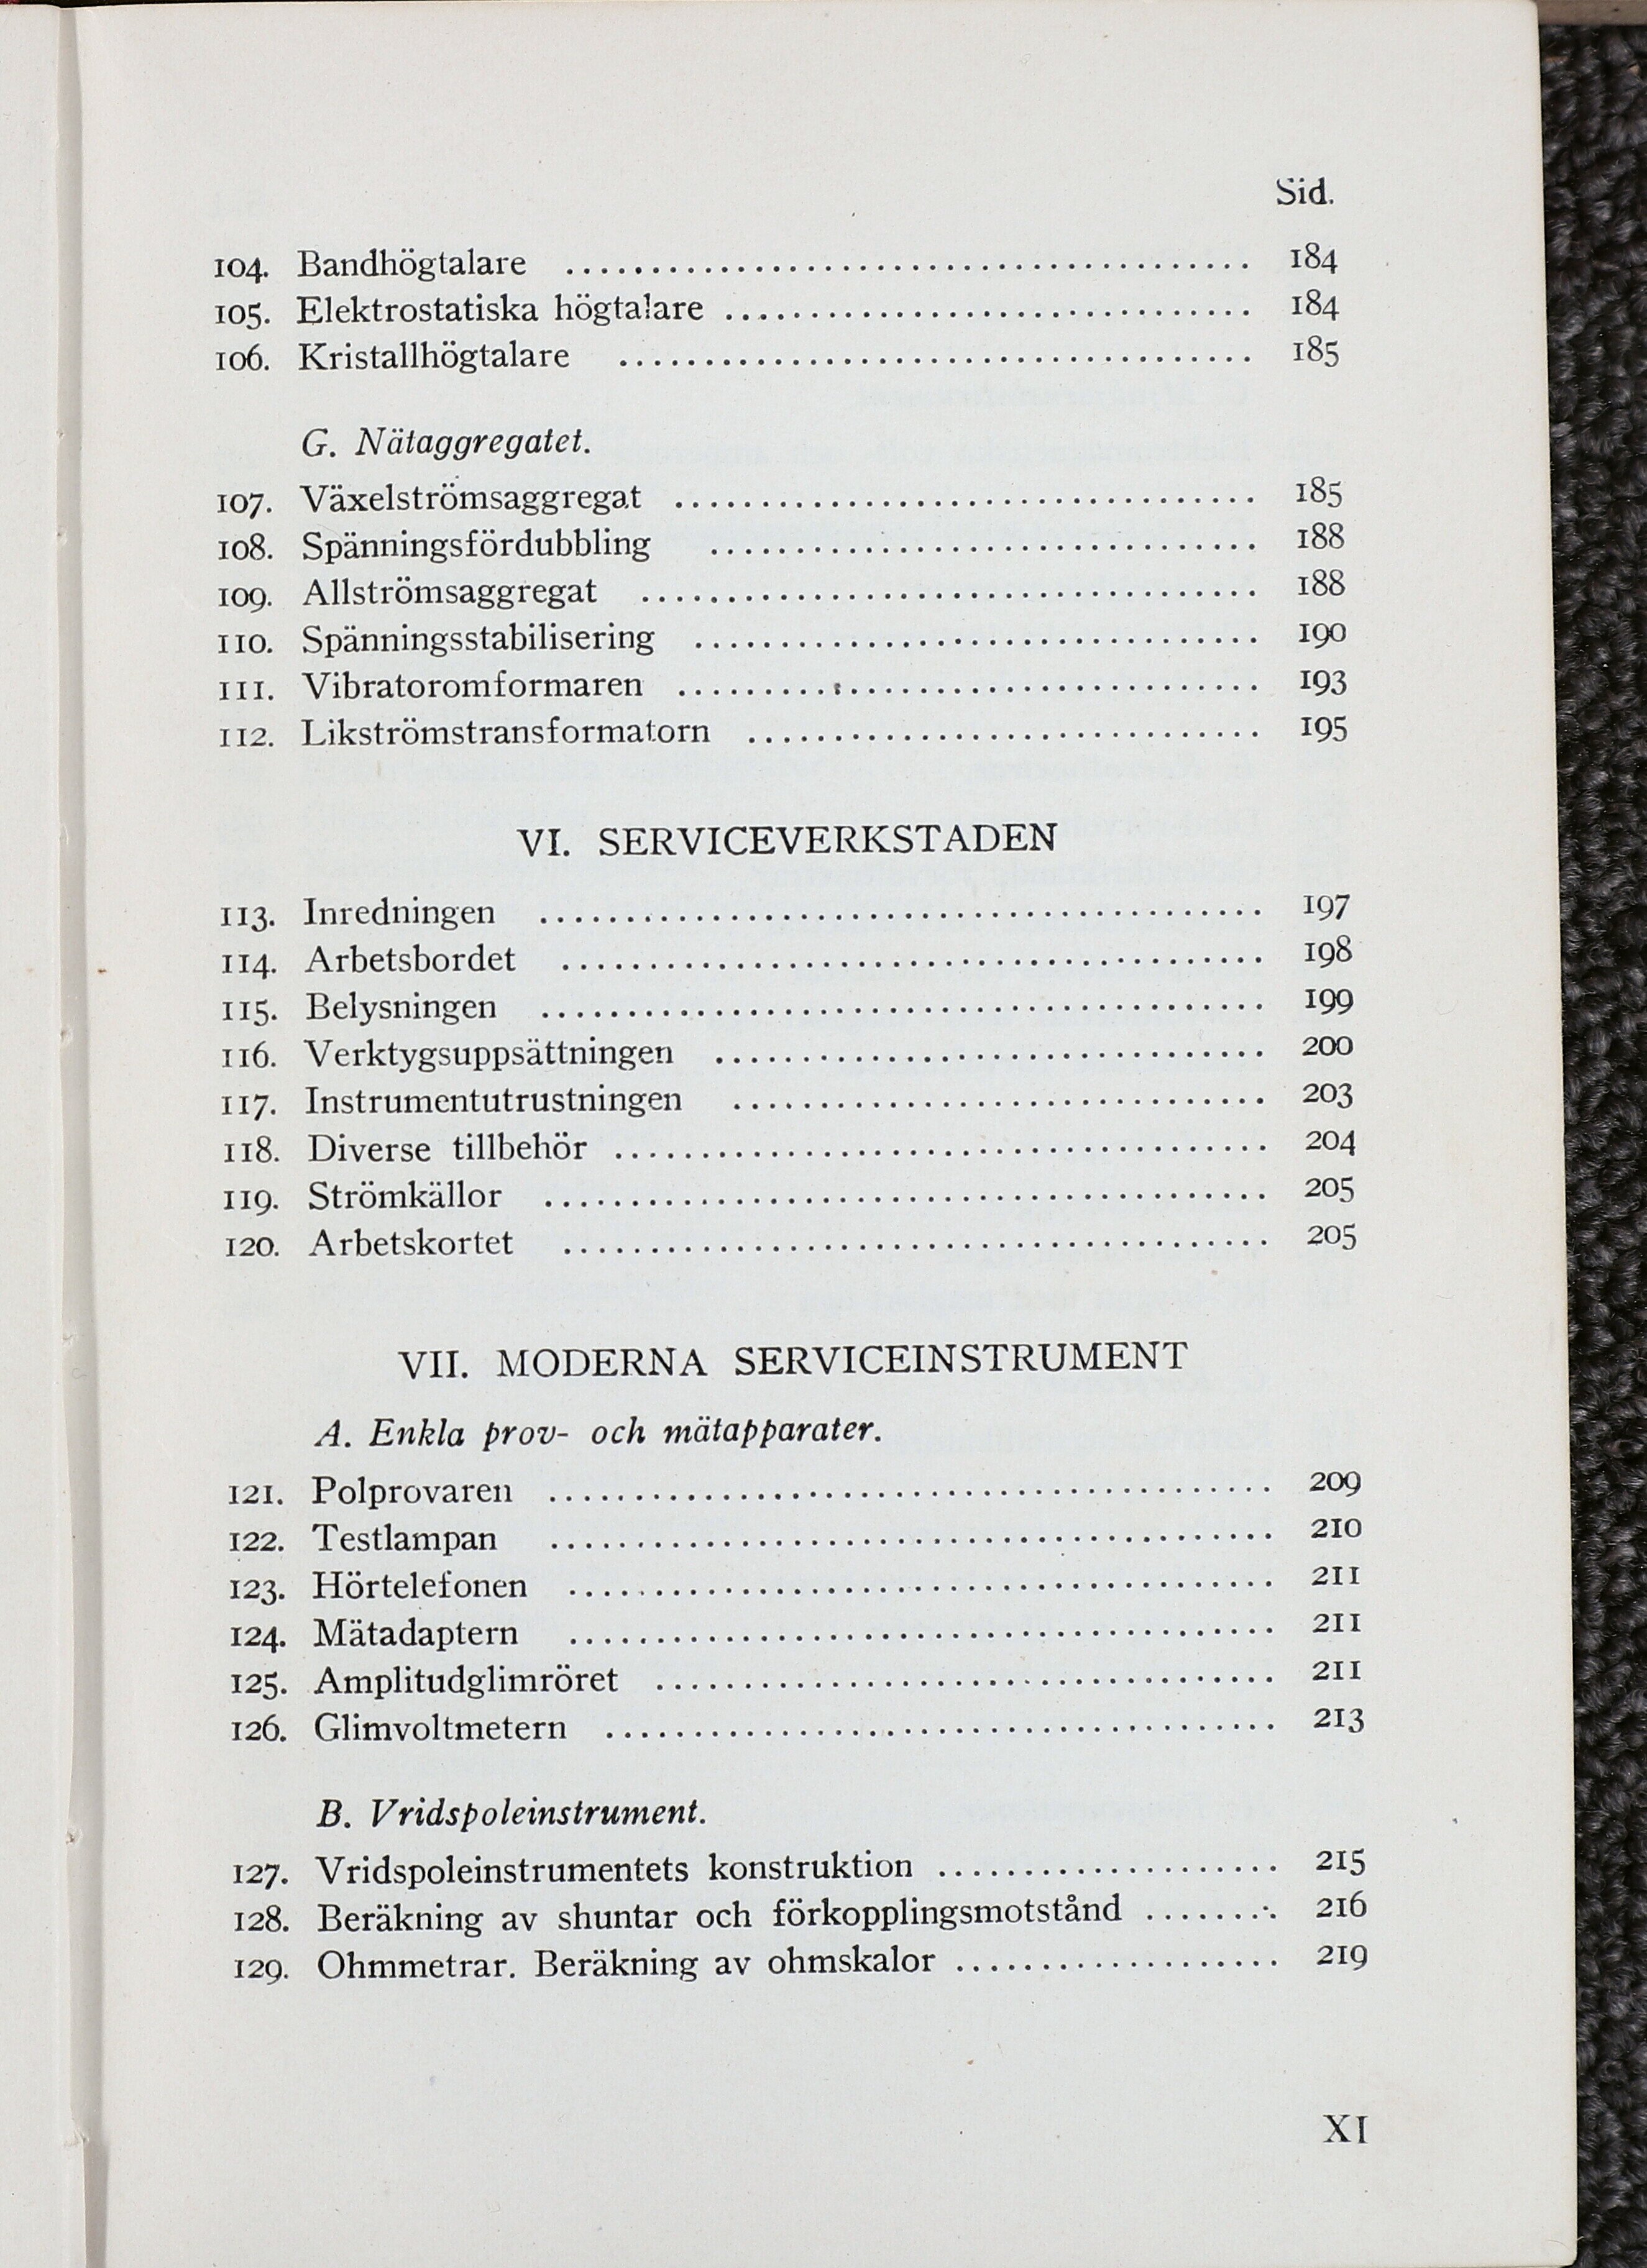 Sid.
104. Bandhögtalare ........ 184
105. Elektrostatiska högtalare ........ 184
106. Kristallhögtalare ........ 185
G. Nätaggregatet.
107. Växelströmsaggregat ........ 185
108. Spänningsfördubbling ........ 188
109. Allströmsaggregat ........ 188
110. Spänningsstabilisering ........ 190
111. Vibratoromformaren ........ 193
112. Likströmstransformatorn ........ 195
VI. SERVICEVERKSTADEN
113. Inredningen ........ 197
114. Arbetsbordet ........ 198
115. Belysningen ........ 199
116. Verktygsuppsättningen ........ 200
117. Instrumentutrustningen ........ 203
118. Diverse tillbehör ........ 204
119. Strömkällor ........ 205
120. Arbetskortet ........ 205
VII. MODERNA SERVICEINSTRUMENT
A. Enkla prov- och mätapparater.
121. Polprovaren ........ 209
122. Testlampan ........ 210
123. Hörtelefonen ........ 211
124. Mätadaptern ........ 211
125. Amplitudglimröret ........ 211
126. Glimvoltmetern ........ 213
B. Vridspoleinstrument.
127. Vridspoleinstrumentets konstruktion ........ 215
128. Beräkning av shuntar och förkopplingsmotstånd ........ 216
129. Ohmmetrar. Beräkning av ohmskalor ........ 219
XI